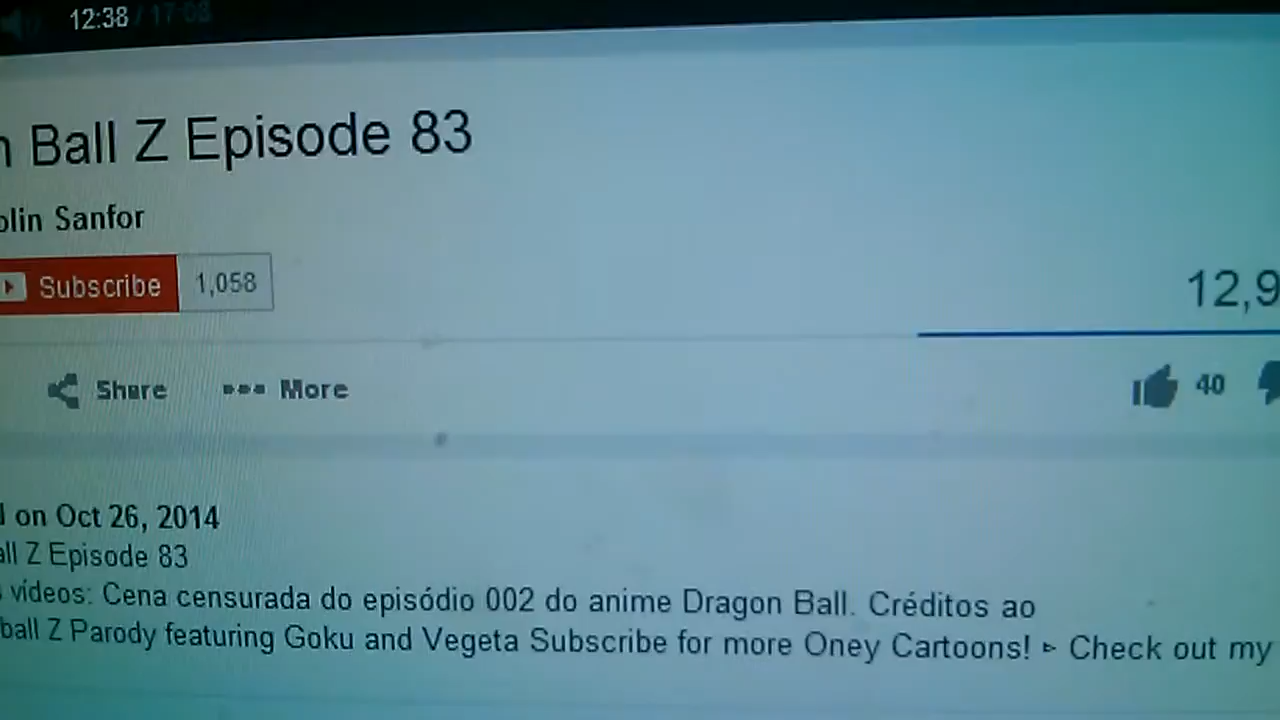 12:38 / 17:08
Ball Z Episode 83
Sanfor
Subscribe 1,058
12,9
Share More
40
on Oct 26, 2014
Z Episode 83
vídeos: Cena censurada do episódio 002 do anime Dragon Ball. Créditos ao
ball Z Parody featuring Goku and Vegeta Subscribe for more Oney Cartoons! ▹ Check out my